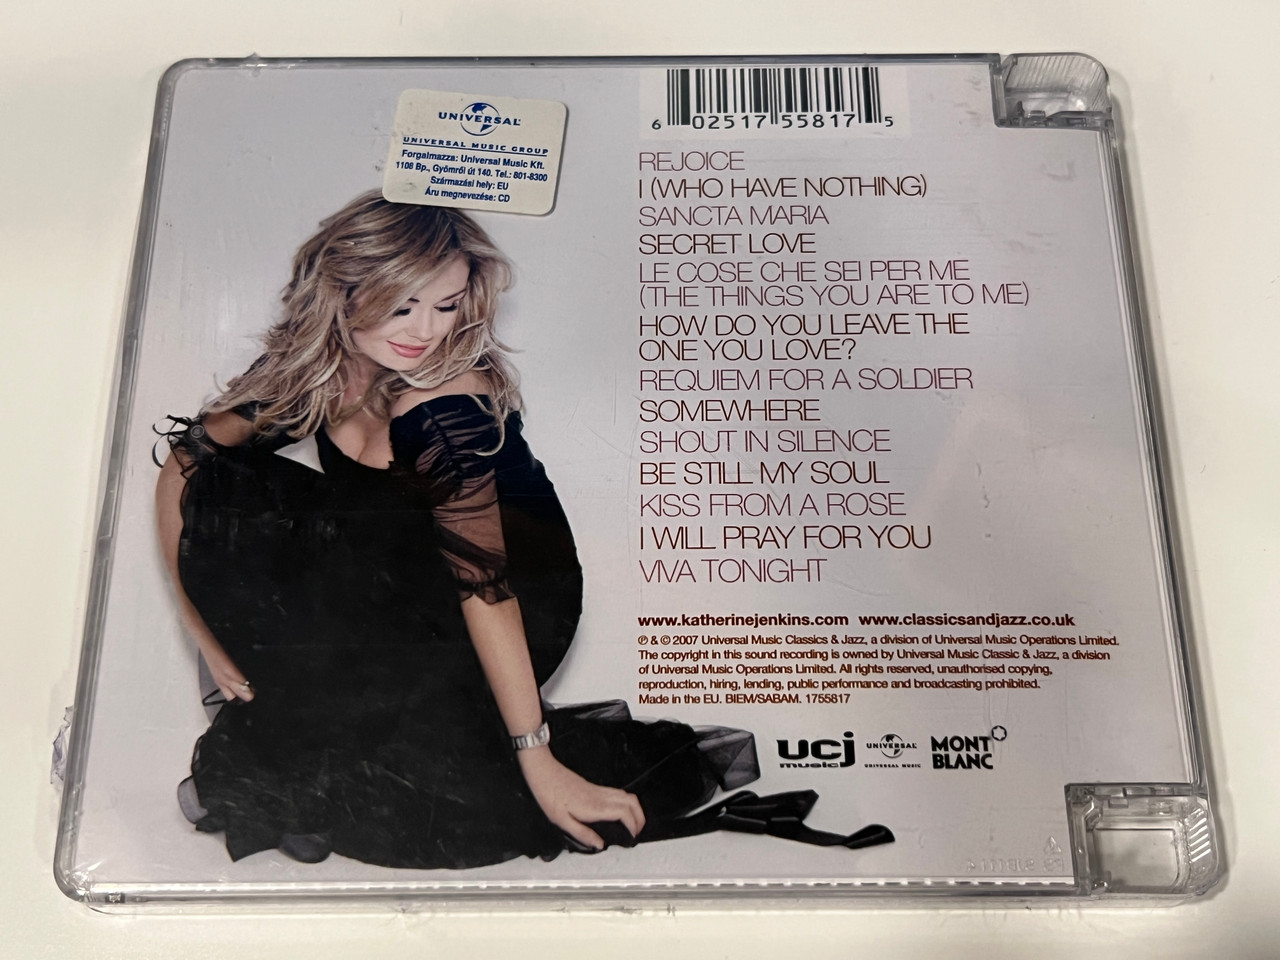 UNIVERSAL
UNIVERSAL MUSIC GROUP
Forgalmazza: Universal Music Kft.
1108 Bp., Gyömrői út 140. Tel.: 801-8300
Származási hely: EU
Áru megnevezése: CD
6 02517 55817 5
REJOICE
I (WHO HAVE NOTHING)
SANCTA MARIA
SECRET LOVE
LE COSE CHE SEI PER ME
(THE THINGS YOU ARE TO ME)
HOW DO YOU LEAVE THE
ONE YOU LOVE?
REQUIEM FOR A SOLDIER
SOMEWHERE
SHOUT IN SILENCE
BE STILL MY SOUL
KISS FROM A ROSE
I WILL PRAY FOR YOU
VIVA TONIGHT
www.katherinejenkins.com www.classicsandjazz.co.uk
℗ & © 2007 Universal Music Classics & Jazz, a division of Universal Music Operations Limited.
The copyright in this sound recording is owned by Universal Music Classic & Jazz, a division
of Universal Music Operations Limited. All rights reserved, unauthorised copying,
reproduction, hiring, lending, public performance and broadcasting prohibited.
Made in the EU. BIEM/SABAM. 1755817
ucj
music
UNIVERSAL
UNIVERSAL MUSIC
MONT
BLANC